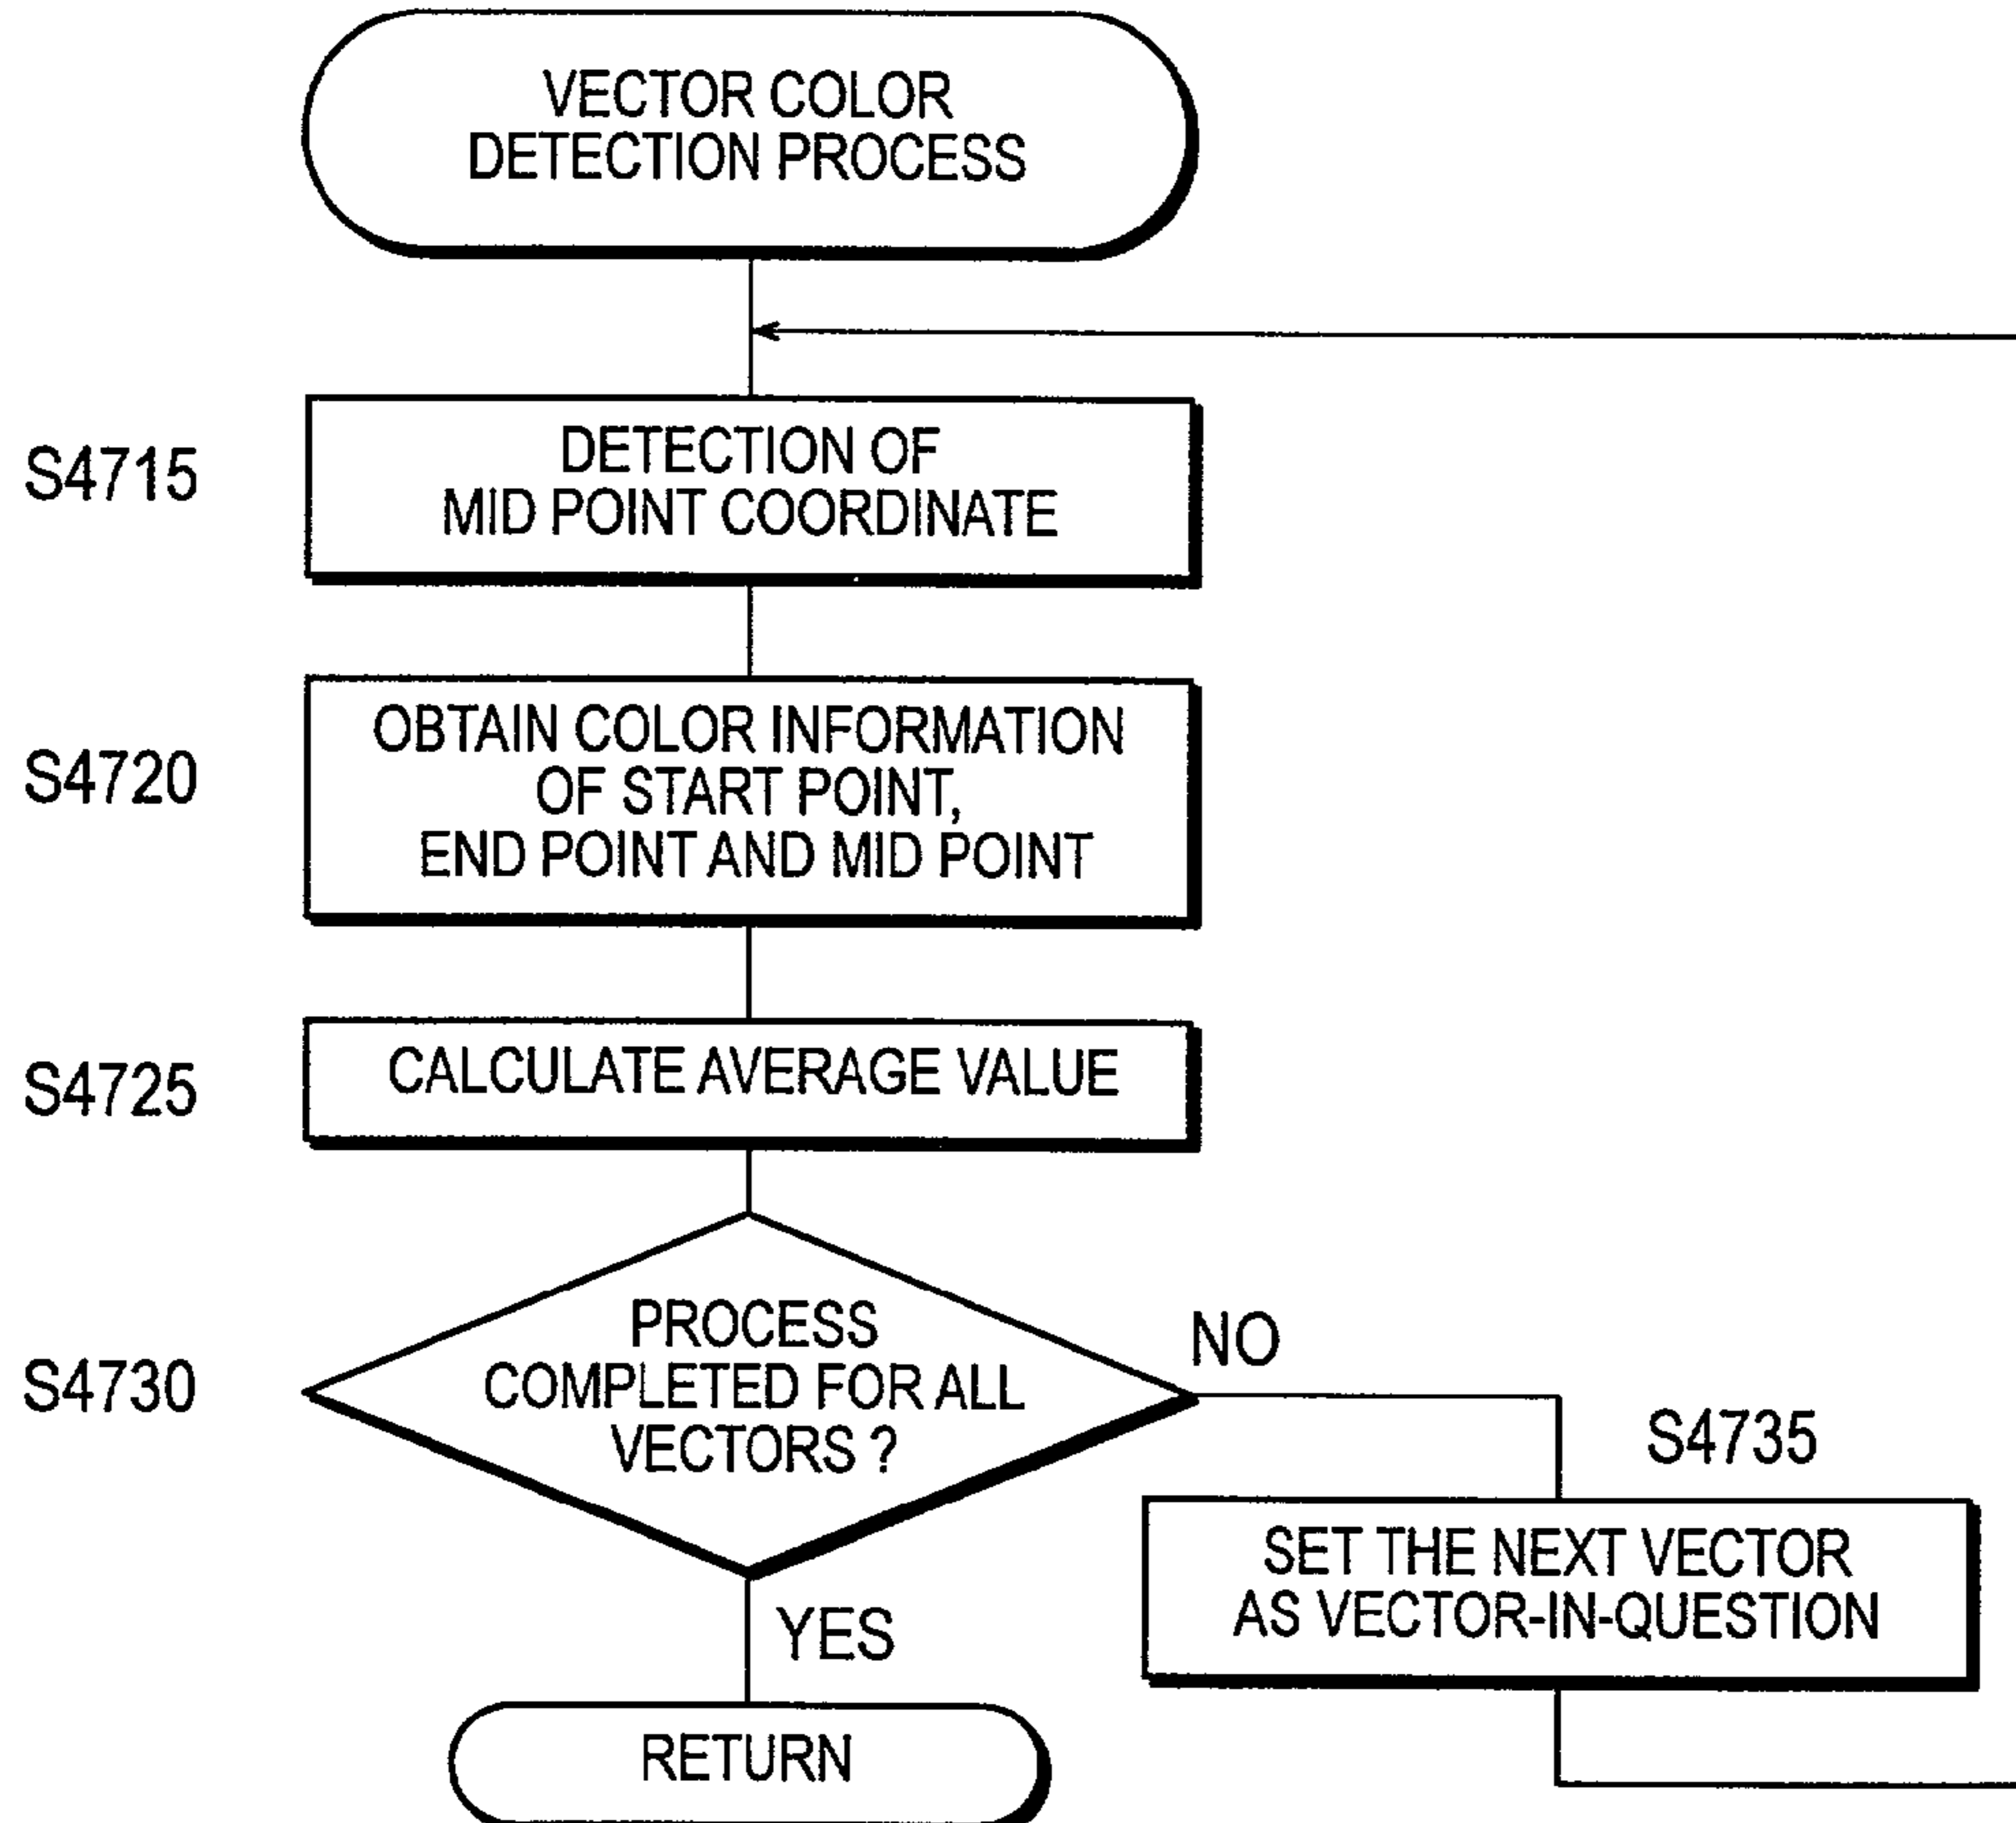 VECTOR COLOR
DETECTION PROCESS
S4715
DETECTION OF
MID POINT COORDINATE
S4720
OBTAIN COLOR INFORMATION
OF START POINT,
END POINT AND MID POINT
S4725
CALCULATE AVERAGE VALUE
S4730
PROCESS
COMPLETED FOR ALL
VECTORS ?
NO
S4735
SET THE NEXT VECTOR
AS VECTOR-IN-QUESTION
YES
RETURN